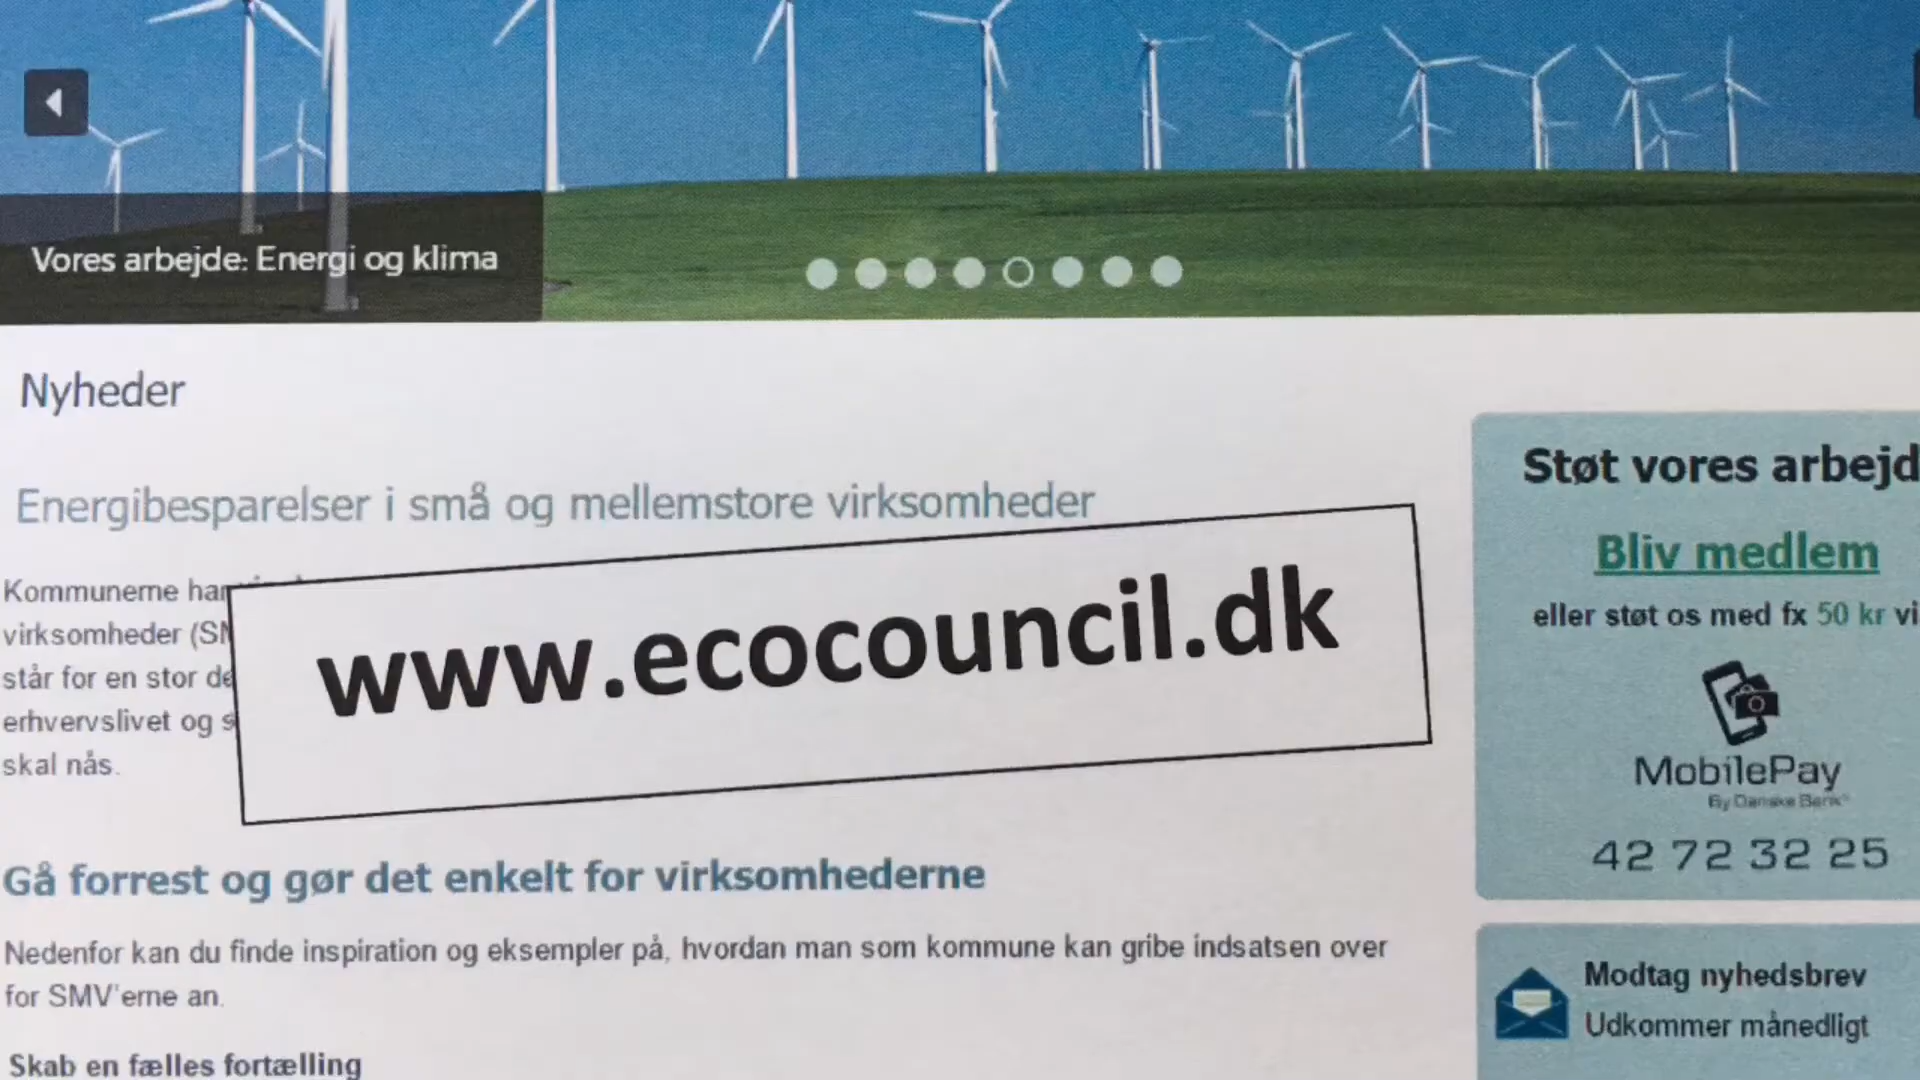 Vores arbejde: Energi og klima
Nyheder
Energibesparelser i små og mellemstore virksomheder
Kommunerne har
virksomheder
står for en stor
erhvervslivet og
skal nås.
www.ecocouncil.dk
Gå forrest og gør det enkelt for virksomhederne
Nedenfor kan du finde inspiration og eksempler på, hvordan man som kommune kan gribe indsatsen over
for SMV'erne an.
Skab en fælles fortælling
Støt vores arbejd
Bliv medlem
eller støt os med fx 50 kr vi
MobilePay
By Danske Bank
42 72 32 25
Modtag nyhedsbrev
Udkommer månedligt